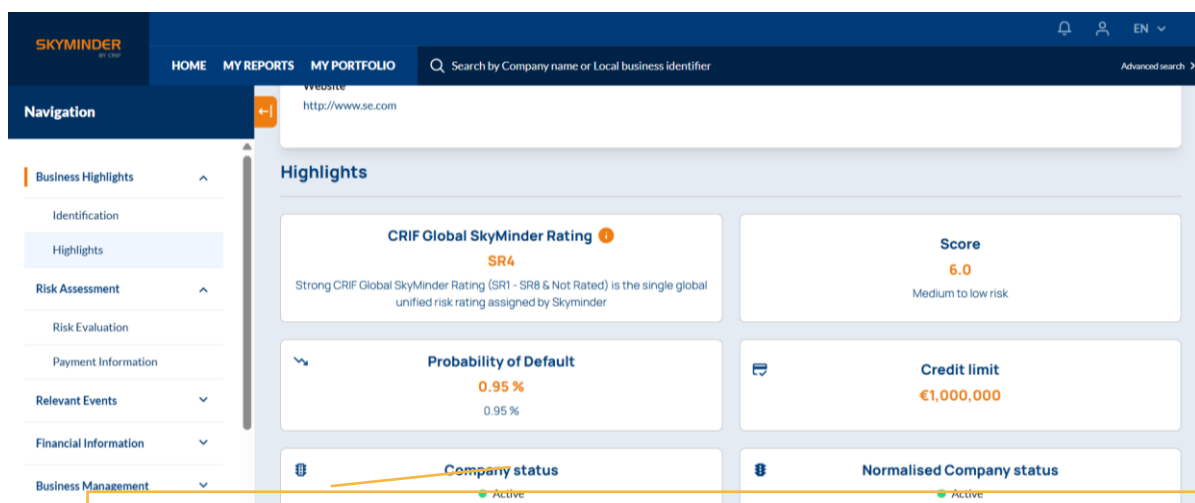 SKYMINDER
BY CRIF
EN
HOME MY REPORTS MY PORTFOLIO Search by Company name or Local business identifier Advanced search
Navigation
Website
http://www.se.com
Business Highlights
Identification
Highlights
Risk Assessment
Risk Evaluation
Payment Information
Relevant Events
Financial Information
Business Management
Highlights
CRIF Global SkyMinder Rating
SR4
Strong CRIF Global SkyMinder Rating (SR1 - SR8 & Not Rated) is the single global
unified risk rating assigned by Skyminder
Score
6.0
Medium to low risk
Probability of Default
0.95 %
0.95 %
Credit limit
€1,000,000
Company status
Active
Normalised Company status
Active